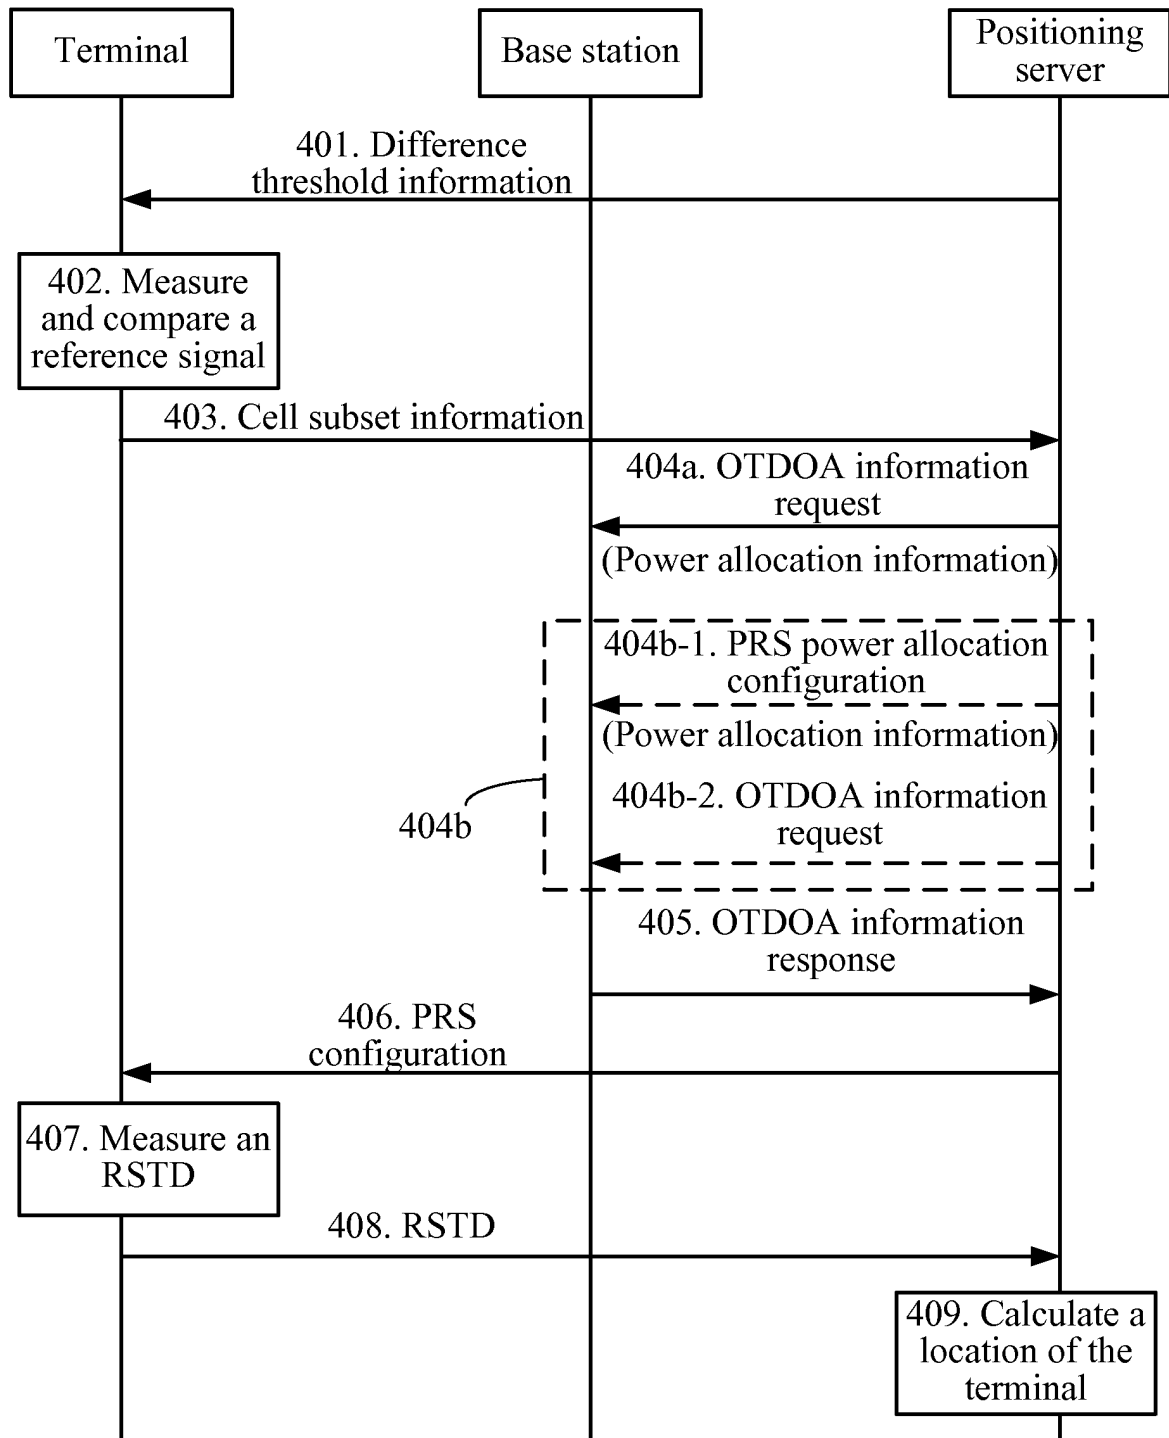 Terminal
Base station
Positioning
server
401. Difference
threshold information
402. Measure
and compare a
reference signal
403. Cell subset information
404a. OTDOA information
request
(Power allocation information)
404b-1. PRS power allocation
configuration
(Power allocation information)
404b-2. OTDOA information
request
404b
405. OTDOA information
response
406. PRS
configuration
407. Measure an
RSTD
408. RSTD
409. Calculate a
location of the
terminal